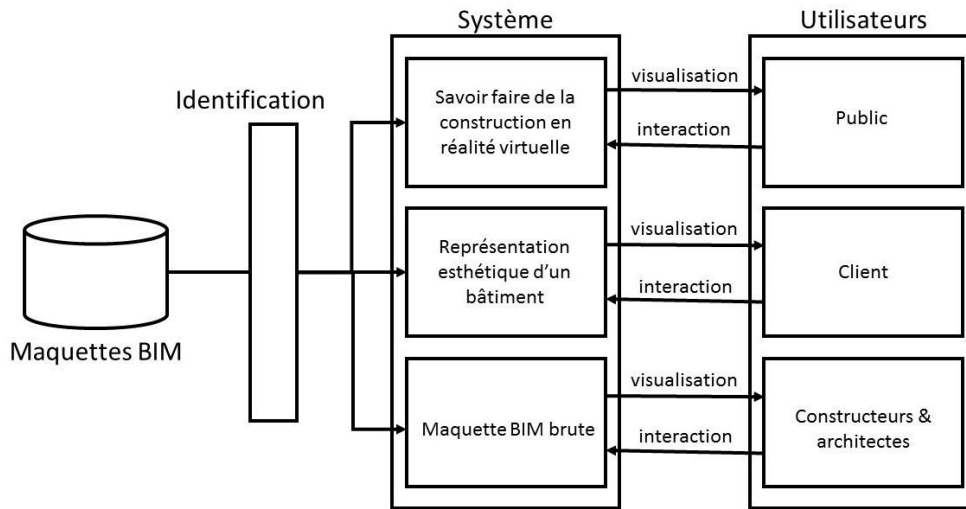 Système
Utilisateurs
Identification
Maquettes BIM
Savoir faire de la
construction en
réalité virtuelle
visualisation
interaction
Public
Représentation
esthétique d’un
bâtiment
visualisation
interaction
Client
Maquette BIM brute
visualisation
interaction
Constructeurs &
architectes